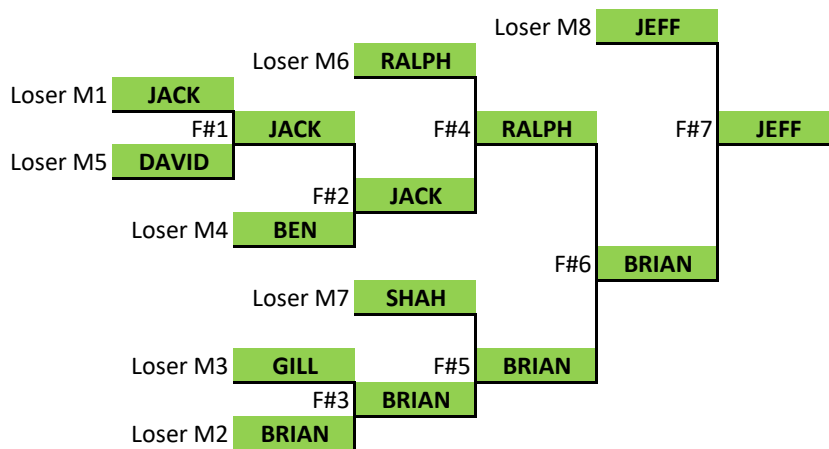 Loser M8 JEFF
Loser M6 RALPH
Loser M1 JACK
F#1 JACK F#4 RALPH F#7 JEFF
Loser M5 DAVID
F#2 JACK
Loser M4 BEN
F#6 BRIAN
Loser M7 SHAH
Loser M3 GILL F#5 BRIAN
F#3 BRIAN
Loser M2 BRIAN